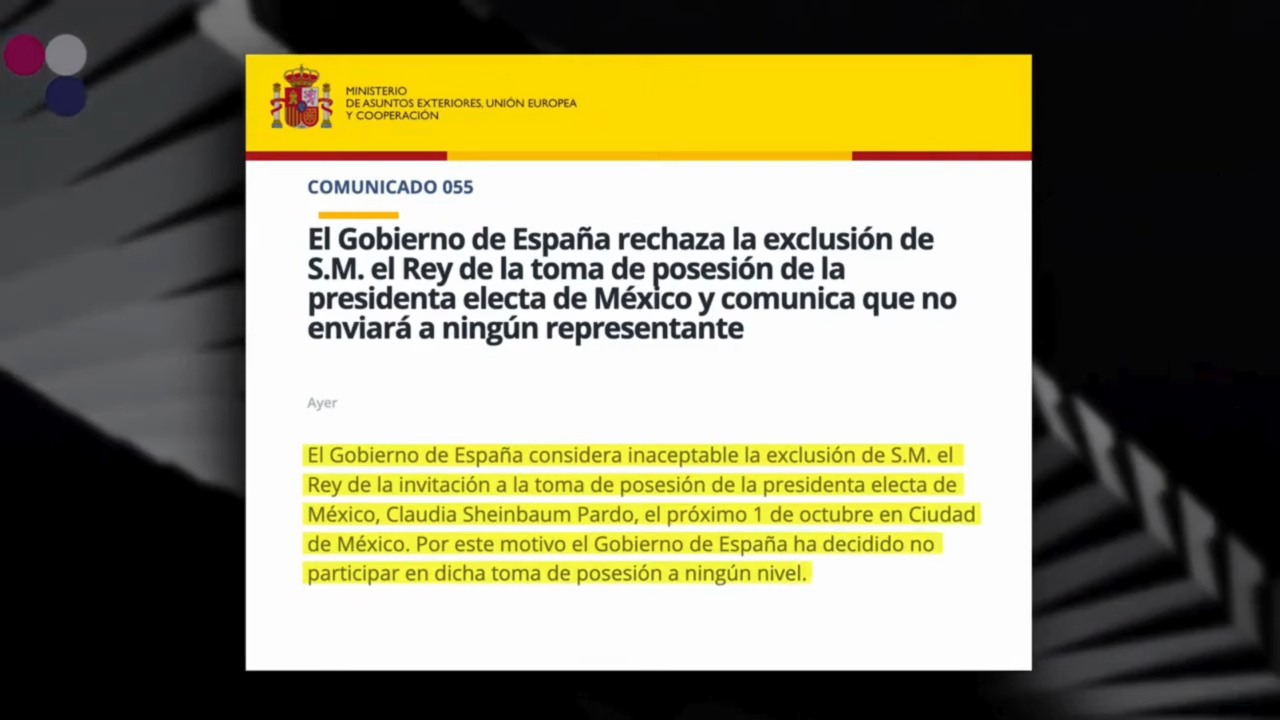 MINISTERIO
DE ASUNTOS EXTERIORES, UNIÓN EUROPEA
Y COOPERACIÓN
COMUNICADO 055
El Gobierno de España rechaza la exclusión de
S.M. el Rey de la toma de posesión de la
presidenta electa de México y comunica que no
enviará a ningún representante
Ayer
El Gobierno de España considera inaceptable la exclusión de S.M. el
Rey de la invitación a la toma de posesión de la presidenta electa de
México, Claudia Sheinbaum Pardo, el próximo 1 de octubre en Ciudad
de México. Por este motivo el Gobierno de España ha decidido no
participar en dicha toma de posesión a ningún nivel.